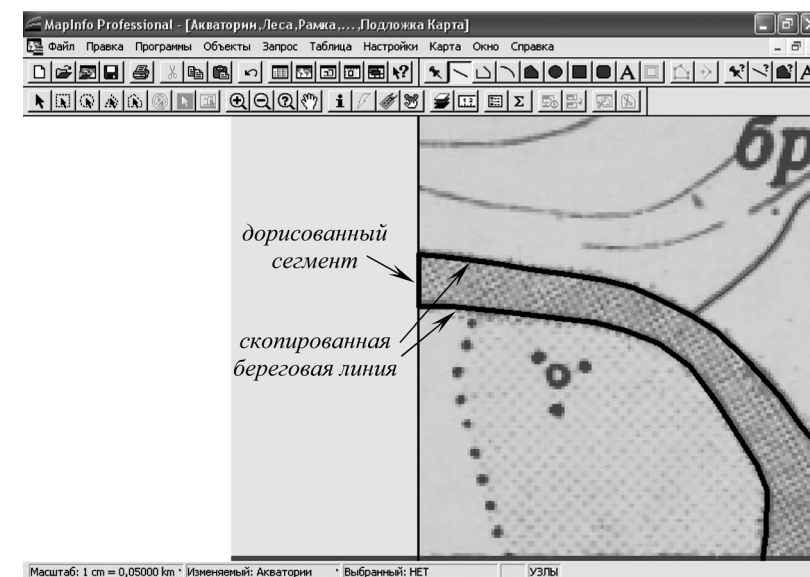 MapInfo Professional - [Акватории,Леса,Рамка,...,Подложка Карта]
Файл Правка Программы Объекты Запрос Таблица Настройки Карта Окно Справка
бр
дорисованный
сегмент
скопированная
береговая линия
Масштаб: 1 cm = 0,05000 km Изменяемый: Акватории Выбранный: НЕТ УЗЛЫ